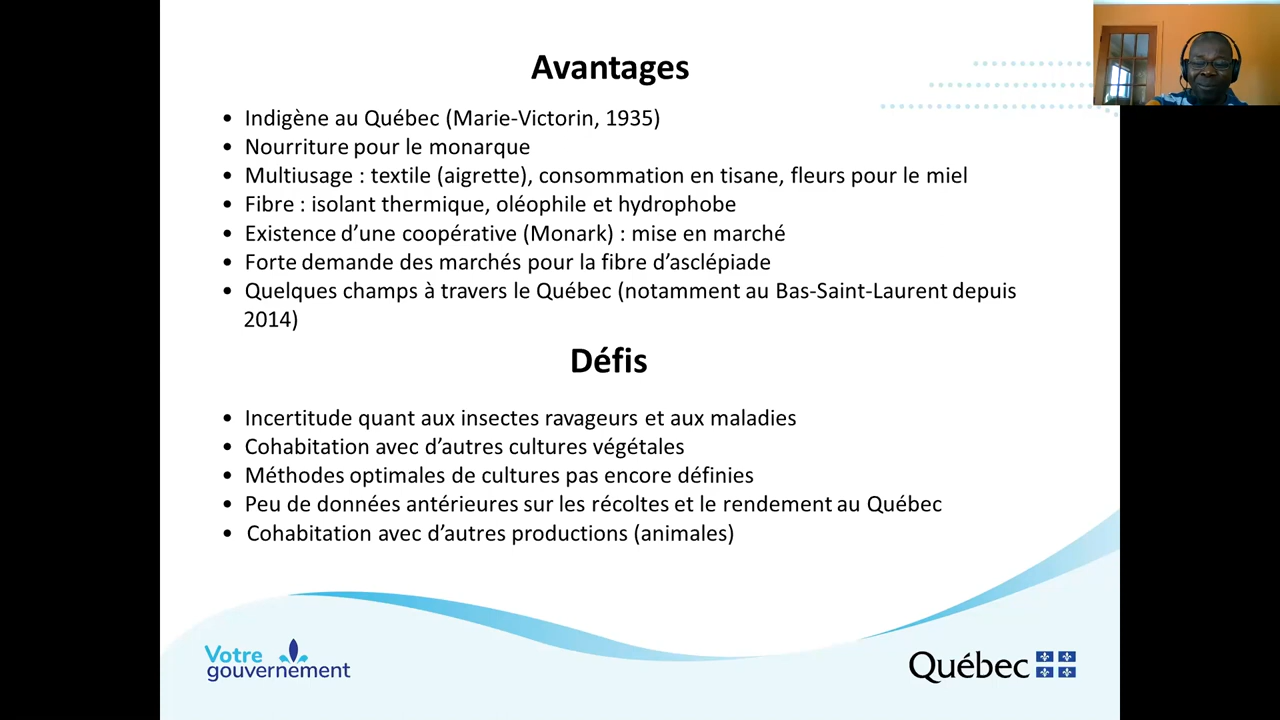 Avantages
• Indigène au Québec (Marie-Victorin, 1935)
• Nourriture pour le monarque
• Multiusage : textile (aigrette), consommation en tisane, fleurs pour le miel
• Fibre : isolant thermique, oléophile et hydrophobe
• Existence d’une coopérative (Monark) : mise en marché
• Forte demande des marchés pour la fibre d’asclépiade
• Quelques champs à travers le Québec (notamment au Bas-Saint-Laurent depuis
2014)
Défis
• Incertitude quant aux insectes ravageurs et aux maladies
• Cohabitation avec d’autres cultures végétales
• Méthodes optimales de cultures pas encore définies
• Peu de données antérieures sur les récoltes et le rendement au Québec
• Cohabitation avec d’autres productions (animales)
Votre
gouvernement
Québec